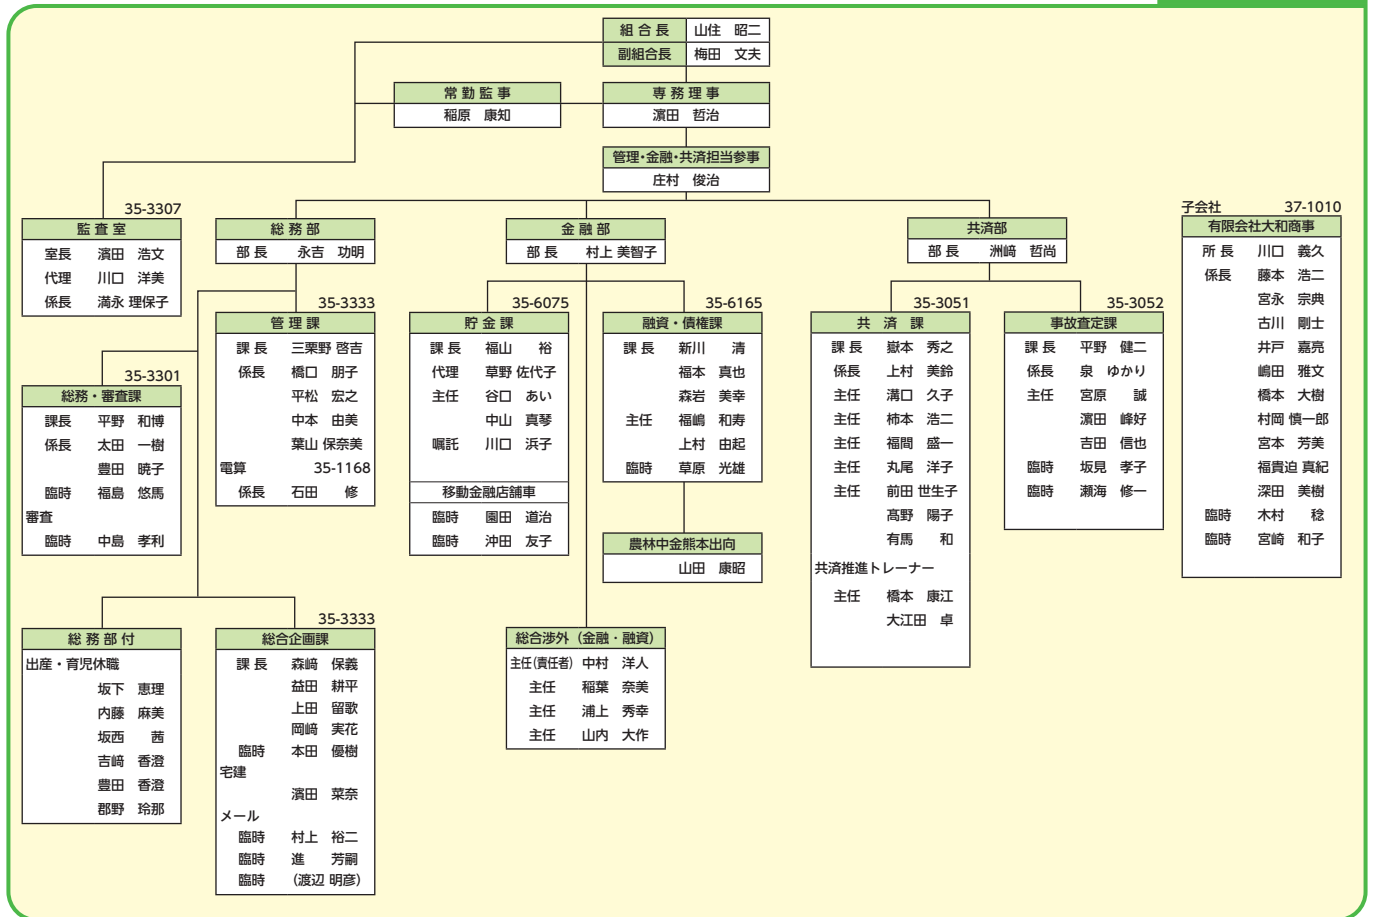 組合長 山住 昭二
副組合長 梅田 文夫
常勤監事
稲原 康知
専務理事
濵田 哲治
管理・金融・共済担当参事
庄村 俊治
35-3307
監査室
室長 濵田 浩文
代理 川口 洋美
係長 満永 理保子
総務部
部長 永吉 功明
35-3333
管理課
課長 三栗野 啓吉
係長 橋口 朋子
平松 宏之
中本 由美
葉山 保奈美
電算 35-1168
係長 石田 修
35-3301
総務・審査課
課長 平野 和博
係長 太田 一樹
豊田 暁子
臨時 福島 悠馬
審査
臨時 中島 孝利
総務部付
出産・育児休職
坂下 恵理
内藤 麻美
坂西 茜
吉﨑 香澄
豊田 香澄
郡野 玲那
35-3333
総合企画課
課長 森﨑 保義
益田 耕平
上田 留歌
岡﨑 実花
臨時 本田 優樹
宅建
濵田 菜奈
メール
臨時 村上 裕二
臨時 進 芳嗣
臨時 (渡辺 明彦)
金融部
部長 村上 美智子
35-6075
貯金課
課長 福山 裕
代理 草野 佐代子
主任 谷口 あい
中山 真琴
嘱託 川口 浜子
移動金融店舗車
臨時 園田 道治
臨時 沖田 友子
35-6165
融資・債権課
課長 新川 清
福本 真也
森岩 美幸
主任 福嶋 和寿
上村 由起
臨時 草原 光雄
農林中金熊本出向
山田 康昭
総合渉外（金融・融資）
主任(責任者) 中村 洋人
主任 稲葉 奈美
主任 浦上 秀幸
主任 山内 大作
共済部
部長 洲﨑 哲尚
35-3051
共済課
課長 嶽本 秀之
係長 上村 美鈴
主任 溝口 久子
主任 柿本 浩二
主任 福間 盛一
主任 丸尾 洋子
主任 前田 世生子
髙野 陽子
有馬 和
共済推進トレーナー
主任 橋本 康江
大江田 卓
35-3052
事故査定課
課長 平野 健二
係長 泉 ゆかり
主任 宮原 誠
濵田 峰好
吉田 信也
臨時 坂見 孝子
臨時 瀬海 修一
子会社 37-1010
有限会社大和商事
所長 川口 義久
係長 藤本 浩二
宮永 宗典
古川 剛士
井戸 嘉亮
嶋田 雅文
橋本 大樹
村岡 慎一郎
宮本 芳美
福貴迫 真紀
深田 美樹
臨時 木村 稔
臨時 宮崎 和子